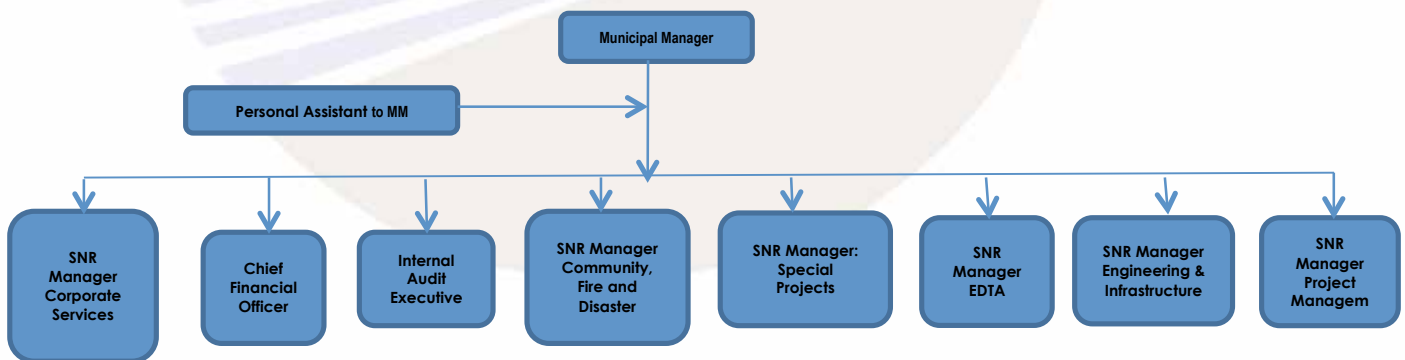 Municipal Manager
Personal Assistant to MM
SNR
Manager
Corporate
Services
Chief
Financial
Officer
Internal
Audit
Executive
SNR Manager
Community,
Fire and
Disaster
SNR Manager:
Special
Projects
SNR
Manager
EDTA
SNR Manager
Engineering &
Infrastructure
SNR
Manager
Project
Managem